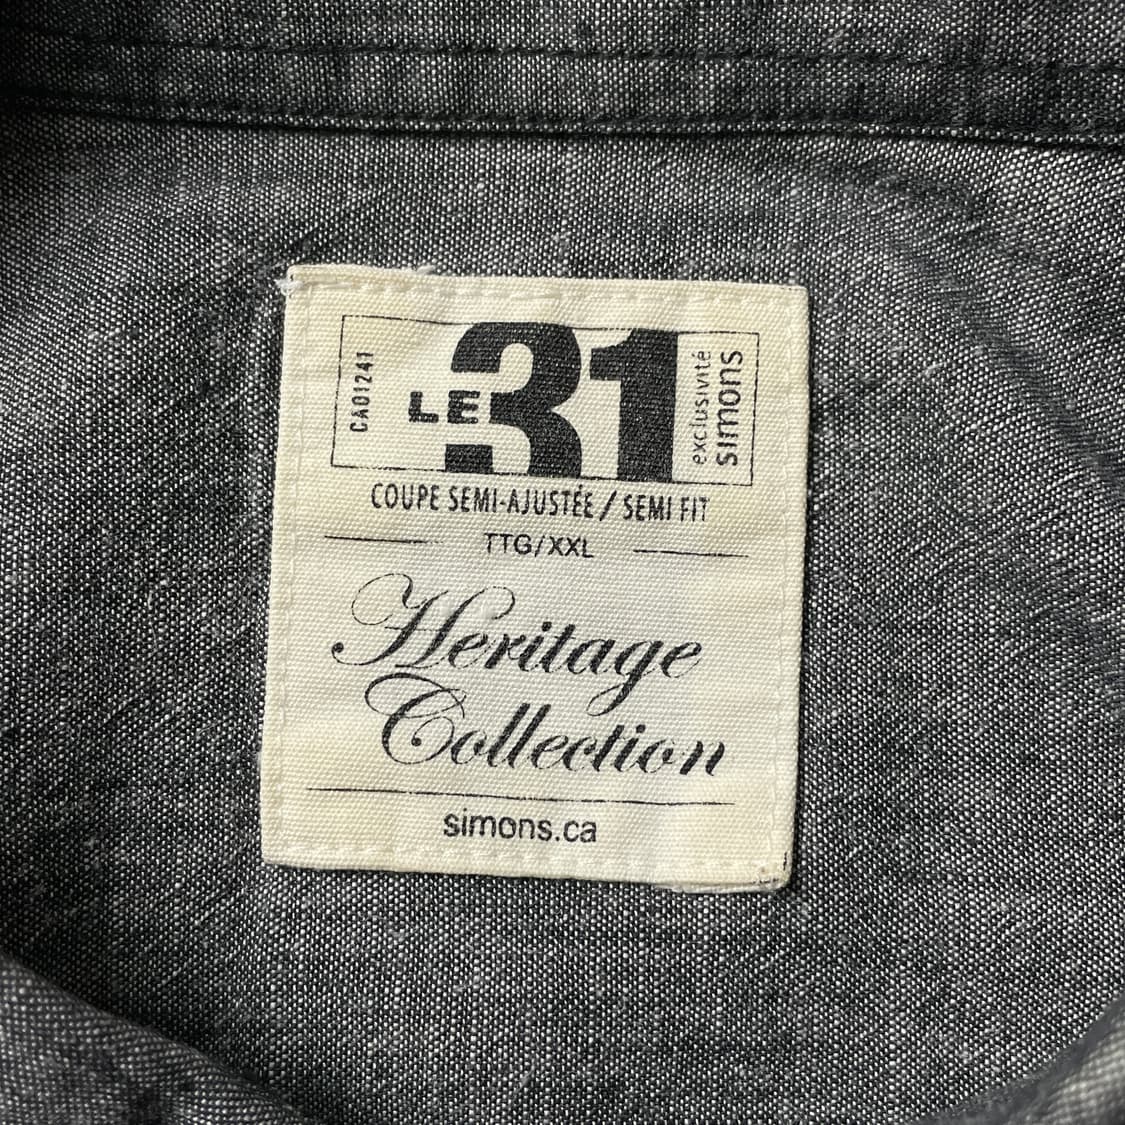 CA01241
LE 31
exclusivité
simons
COUPE SEMI-AJUSTÉE / SEMI FIT
TTG/XXL
Heritage
Collection
simons.ca